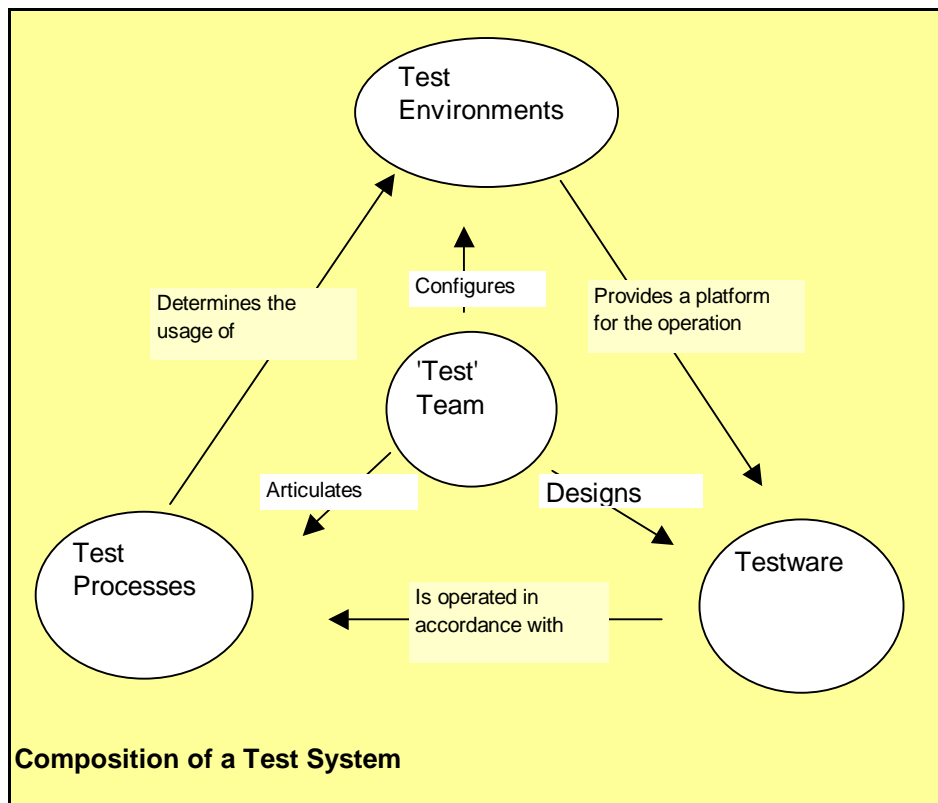 Test
Environments
Configures
Determines the
usage of
Provides a platform
for the operation
'Test'
Team
Articulates
Designs
Test
Processes
Testware
Is operated in
accordance with
Composition of a Test System